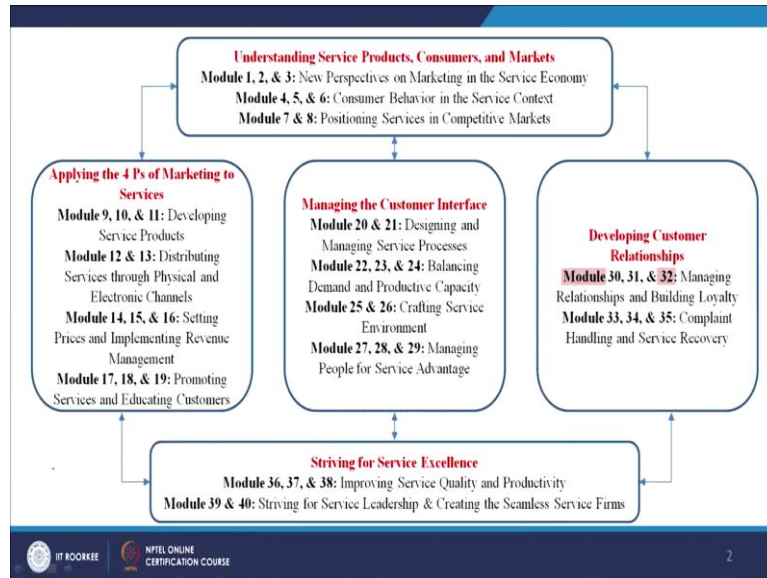 Understanding Service Products, Consumers, and Markets
Module 1, 2, & 3: New Perspectives on Marketing in the Service Economy
Module 4, 5, & 6: Consumer Behavior in the Service Context
Module 7 & 8: Positioning Services in Competitive Markets
Applying the 4 Ps of Marketing to
Services
Module 9, 10, & 11: Developing
Service Products
Module 12 & 13: Distributing
Services through Physical and
Electronic Channels
Module 14, 15, & 16: Setting
Prices and Implementing Revenue
Management
Module 17, 18, & 19: Promoting
Services and Educating Customers
Managing the Customer Interface
Module 20 & 21: Designing and
Managing Service Processes
Module 22, 23, & 24: Balancing
Demand and Productive Capacity
Module 25 & 26: Crafting Service
Environment
Module 27, 28, & 29: Managing
People for Service Advantage
Developing Customer
Relationships
Module 30, 31, & 32: Managing
Relationships and Building Loyalty
Module 33, 34, & 35: Complaint
Handling and Service Recovery
Striving for Service Excellence
Module 36, 37, & 38: Improving Service Quality and Productivity
Module 39 & 40: Striving for Service Leadership & Creating the Seamless Service Firms
IIT ROORKEE
NPTEL ONLINE
CERTIFICATION COURSE
2